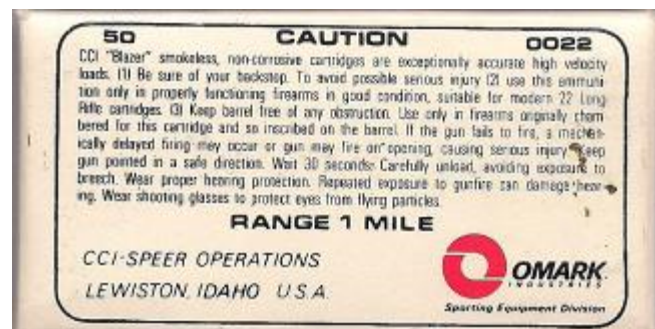 50 CAUTION 0022
CCI "Blazer" smokeless, non-corrosive cartridges are exceptionally accurate high velocity
loads. (1) Be sure of your backstop. To avoid possible serious injury (2) use this ammuni
tion only in properly functioning firearms in good condition, suitable for modern 22 Long
Rifle cartridges. (3) Keep barrel free of any obstruction. Use only in firearms originally cham
bered for this cartridge and so inscribed on the barrel. If the gun fails to fire, a mechan-
ically delayed firing may occur or gun may fire on opening, causing serious injury. Keep
gun pointed in a safe direction. Wait 30 seconds. Carefully unload, avoiding exposure to
breech. Wear proper hearing protection. Repeated exposure to gunfire can damage hear
ing. Wear shooting glasses to protect eyes from flying particles.
RANGE 1 MILE
CCI-SPEER OPERATIONS
LEWISTON, IDAHO U.S.A.
OMARK
INDUSTRIES
Sporting Equipment Division